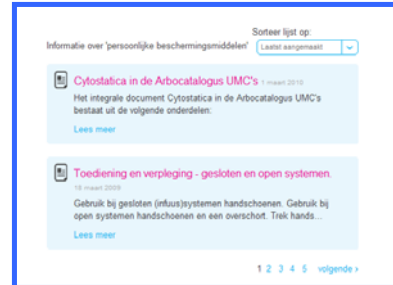 Sorteer lijst op:
Informatie over 'persoonlijke beschermingsmiddelen' Laatst aangemaakt
Cytostatica in de Arbocatalogus UMC's 1 maart 2010
Het integrale document Cytostatica in de Arbocatalogus UMC's
bestaat uit de volgende onderdelen:
Lees meer
Toediening en verpleging - gesloten en open systemen.
18 maart 2009
Gebruik bij gesloten (infuus)systemen handschoenen. Gebruik bij
open systemen handschoenen en een overschort. Trek hands...
Lees meer
1 2 3 4 5 volgende ›